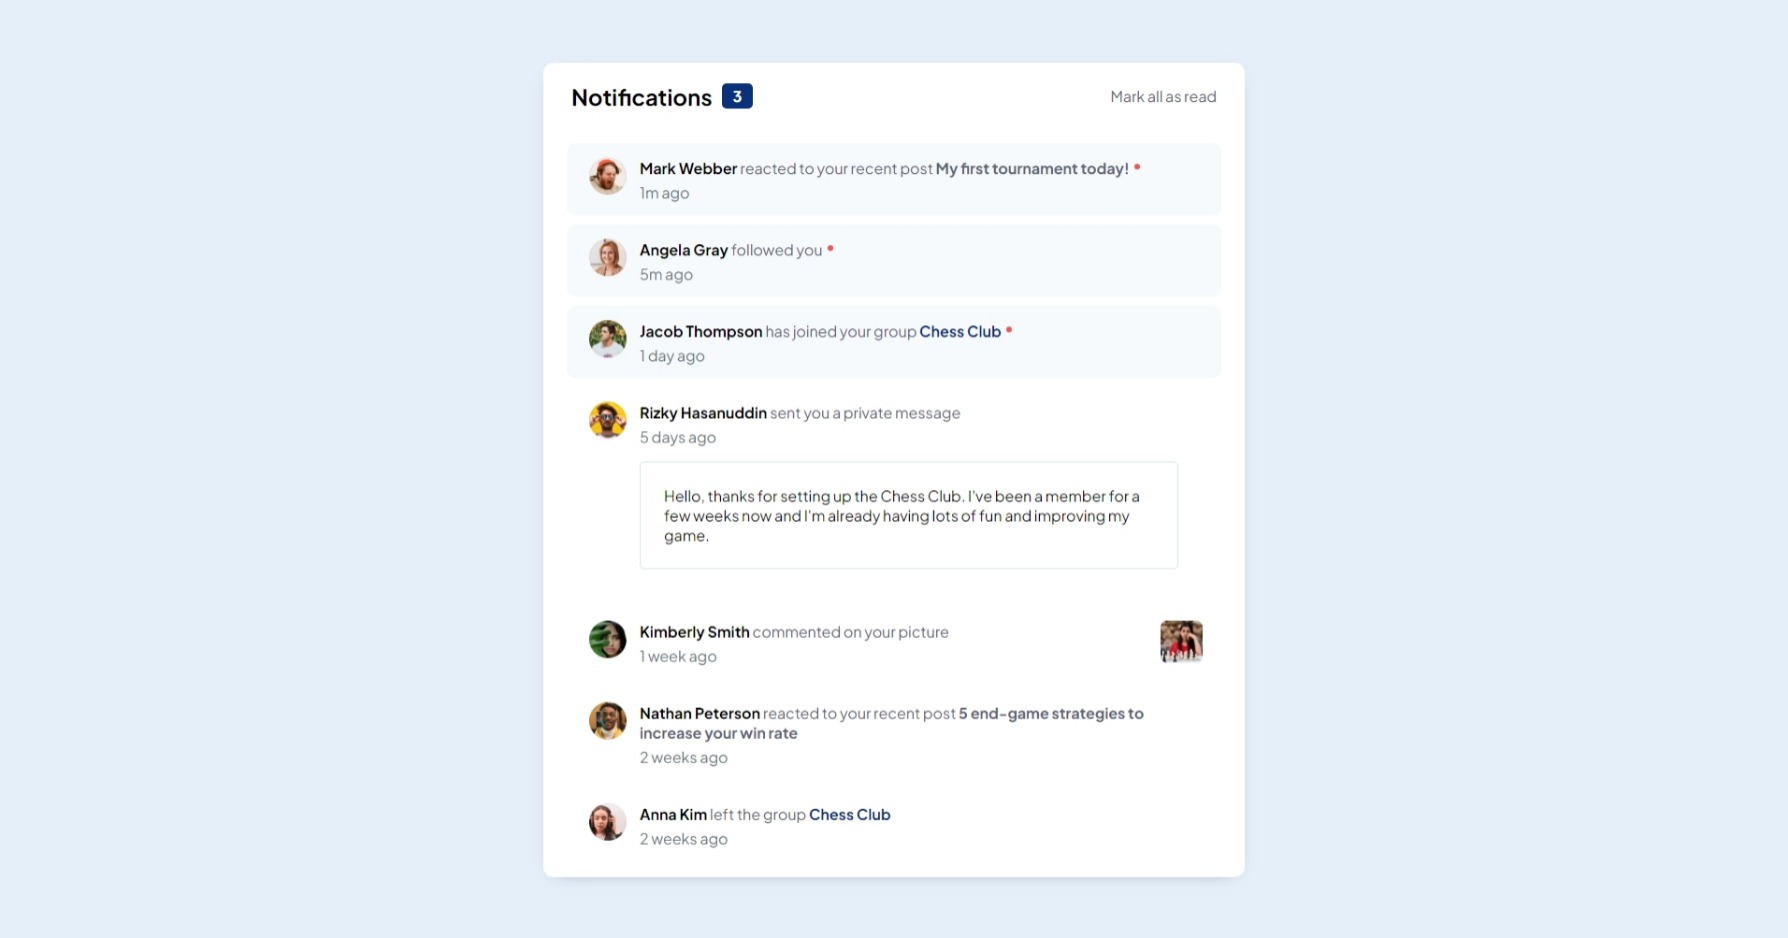 Notifications 3
Mark all as read
Mark Webber reacted to your recent post My first tournament today!
1m ago
Angela Gray followed you
5m ago
Jacob Thompson has joined your group Chess Club
1 day ago
Rizky Hasanuddin sent you a private message
5 days ago
Hello, thanks for setting up the Chess Club. I've been a member for a
few weeks now and I'm already having lots of fun and improving my
game.
Kimberly Smith commented on your picture
1 week ago
Nathan Peterson reacted to your recent post 5 end-game strategies to
increase your win rate
2 weeks ago
Anna Kim left the group Chess Club
2 weeks ago